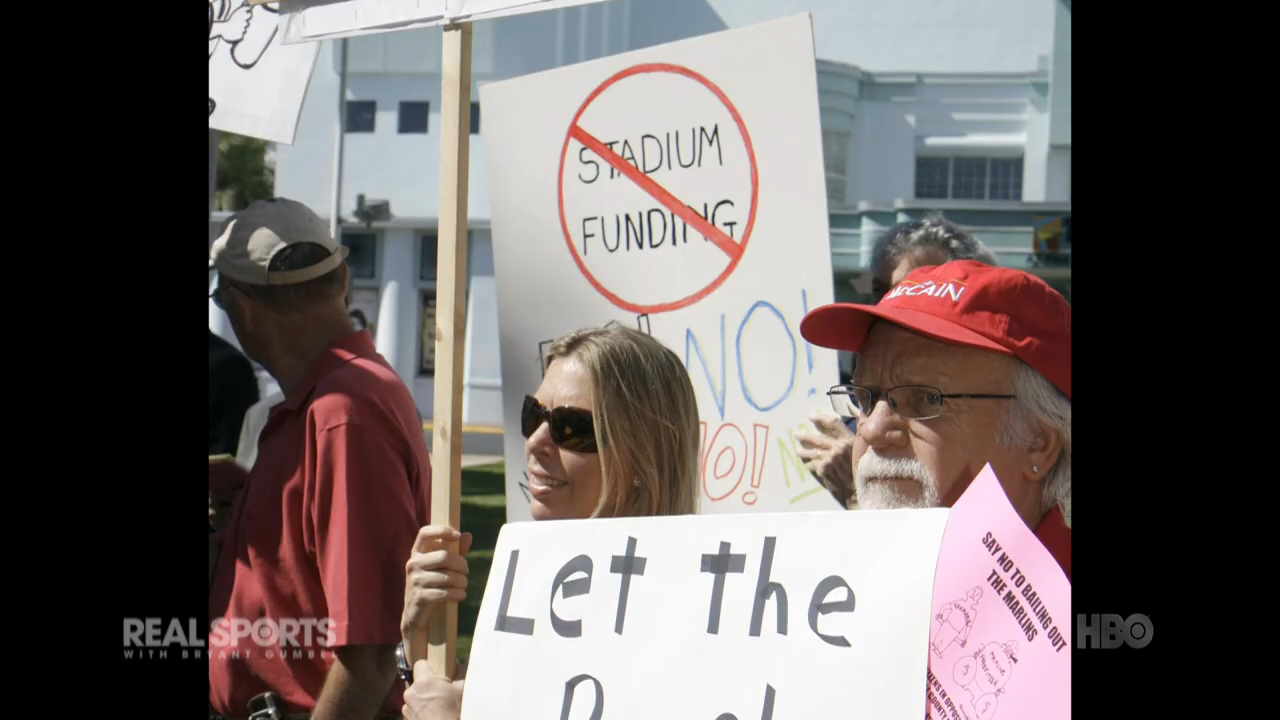 STADIUM
FUNDING
NO!
NO!
McCAIN
Let the
SAY NO TO BAILING OUT
THE MARLINS
REAL SPORTS
WITH BRYANT GUMBEL
HBO